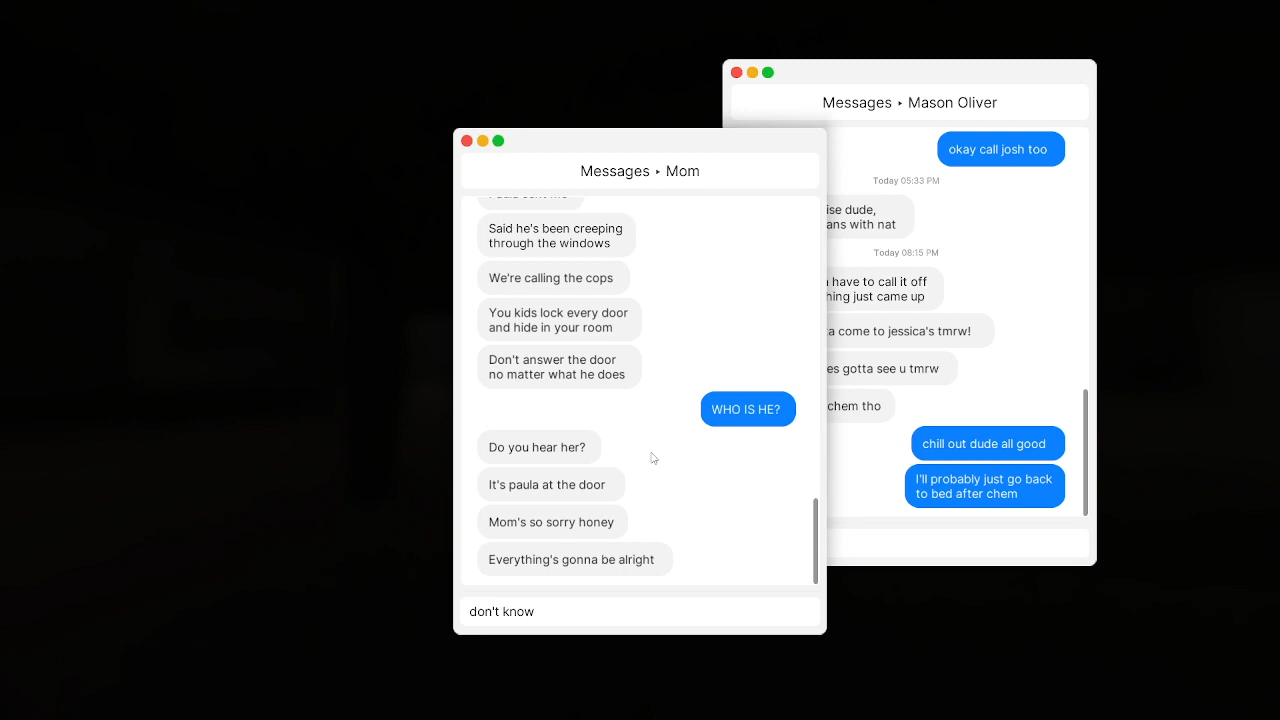 Messages ‣ Mom
Said he's been creeping
through the windows
We're calling the cops
You kids lock every door
and hide in your room
Don't answer the door
no matter what he does
WHO IS HE?
Do you hear her?
It's paula at the door
Mom's so sorry honey
Everything's gonna be alright
don't know
Messages ‣ Mason Oliver
okay call josh too
Today 05:33 PM
dude,
with nat
Today 08:15 PM
have to call it off
just came up
come to jessica's tmrw!
gotta see u tmrw
chem tho
chill out dude all good
I'll probably just go back
to bed after chem